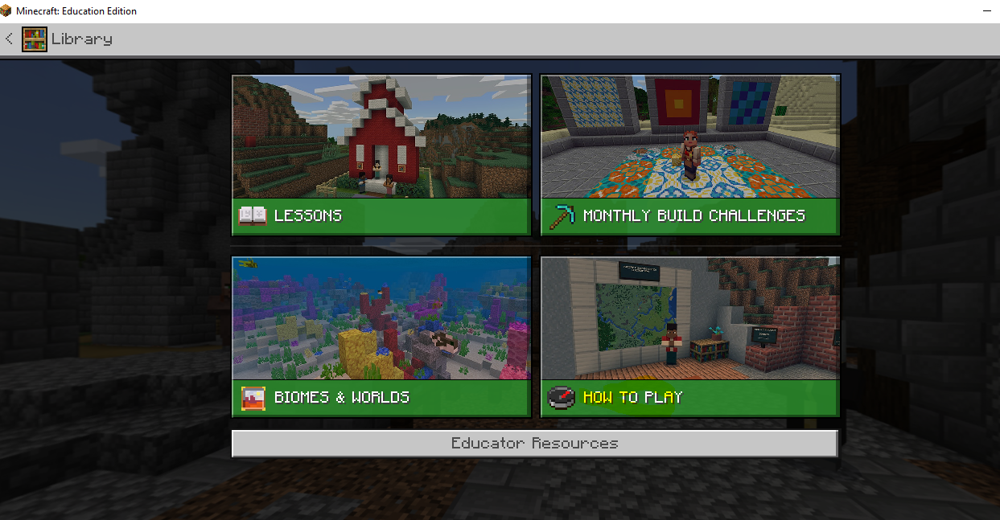 Minecraft: Education Edition
Library
LESSONS
MONTHLY BUILD CHALLENGES
BIOMES & WORLDS
HOW TO PLAY
Educator Resources